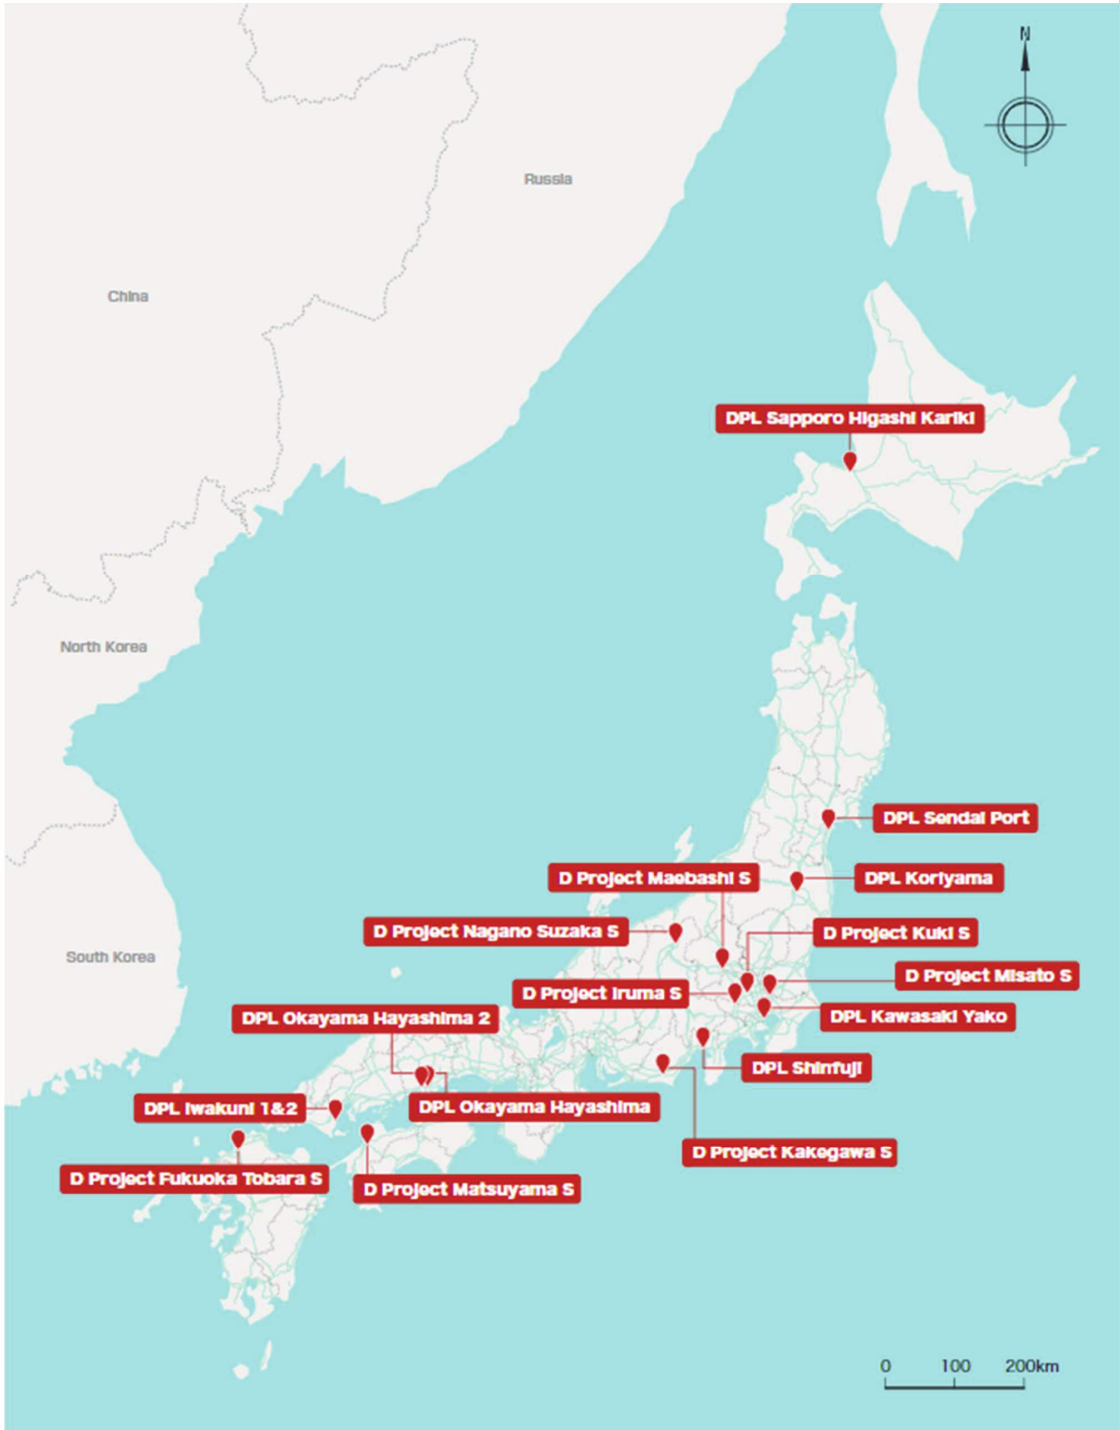 N
Russia
China
DPL Sapporo Higashi Kariki
North Korea
DPL Sendai Port
D Project Maebashi S
DPL Koriyama
D Project Nagano Suzaka S
D Project Kuki S
South Korea
D Project Misato S
D Project Iruma S
DPL Okayama Hayashima 2
DPL Kawasaki Yako
DPL Shinfuji
DPL Iwakuni 1&2
DPL Okayama Hayashima
D Project Kakegawa S
D Project Fukuoka Tobara S
D Project Matsuyama S
0 100 200km